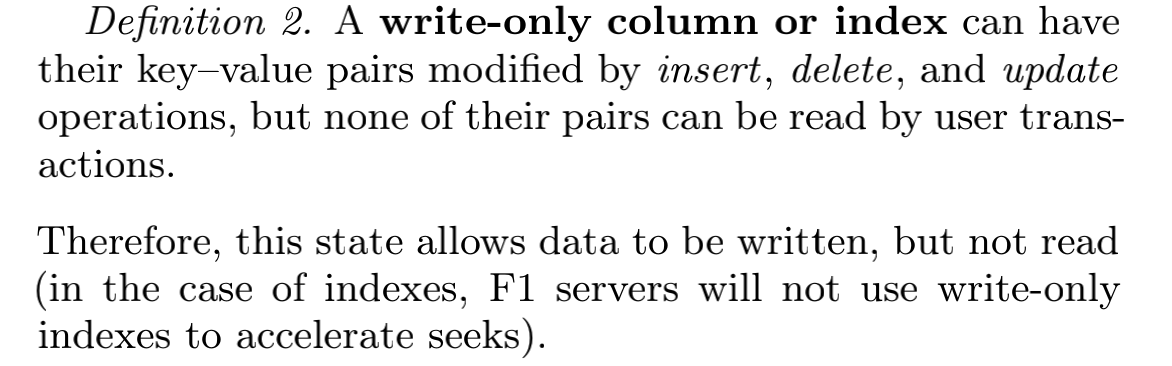 Definition 2. A write-only column or index can have
their key–value pairs modified by insert, delete, and update
operations, but none of their pairs can be read by user trans-
actions.
Therefore, this state allows data to be written, but not read
(in the case of indexes, F1 servers will not use write-only
indexes to accelerate seeks).